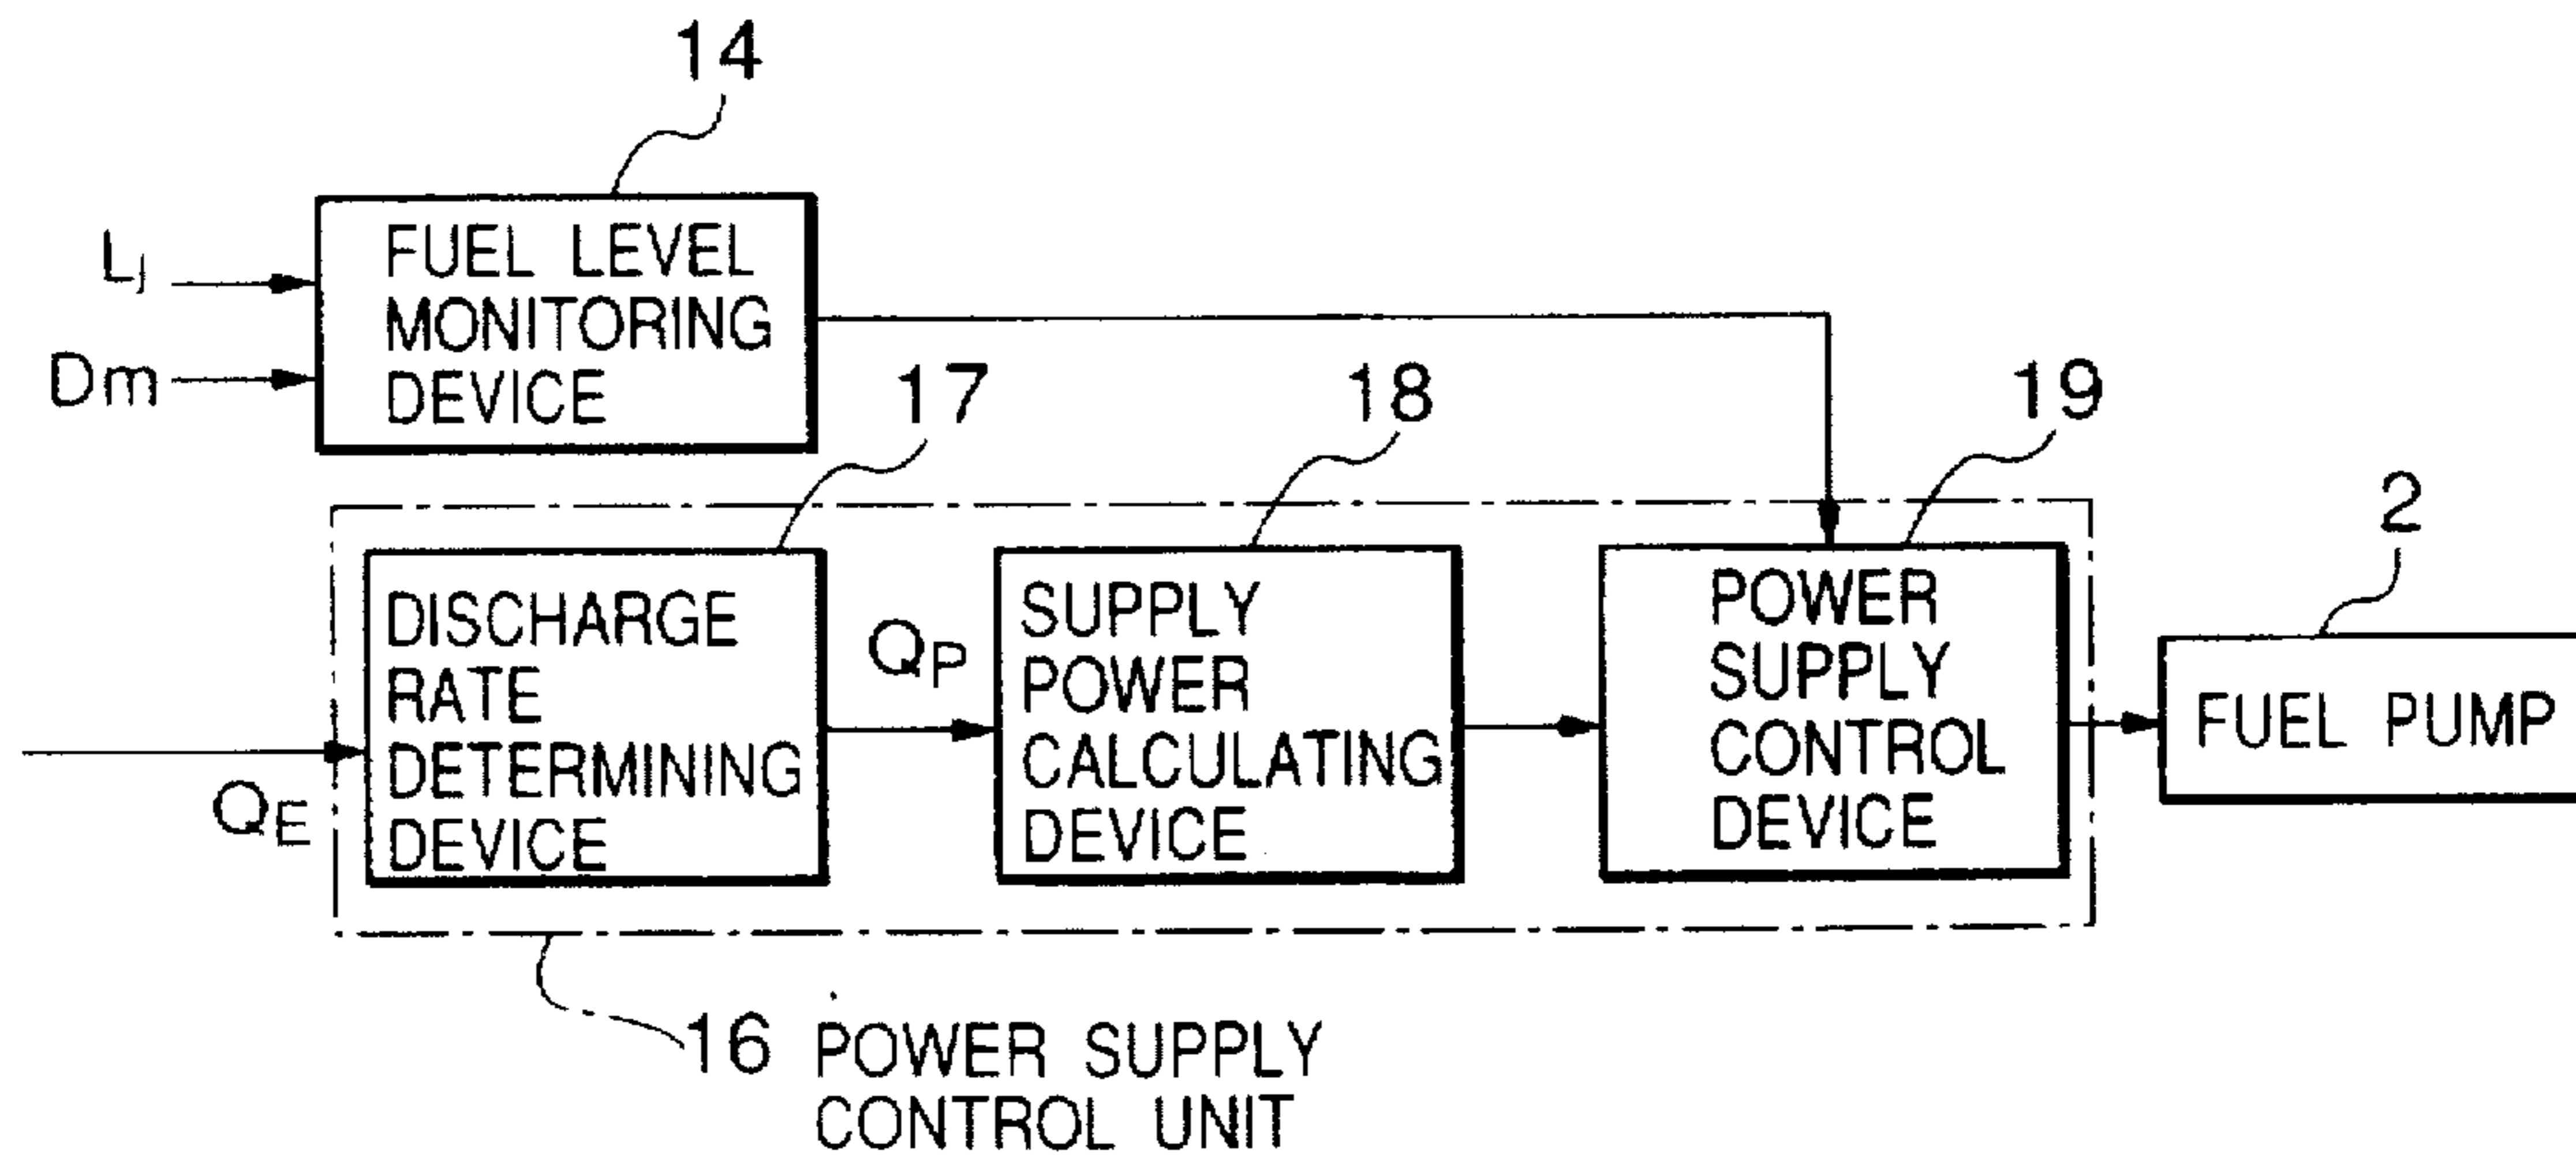 14
FUEL LEVEL
MONITORING
DEVICE
Lj
Dm
17
18
19
2
DISCHARGE
RATE
DETERMINING
DEVICE
QE
QP
SUPPLY
POWER
CALCULATING
DEVICE
POWER
SUPPLY
CONTROL
DEVICE
FUEL PUMP
16 POWER SUPPLY
CONTROL UNIT